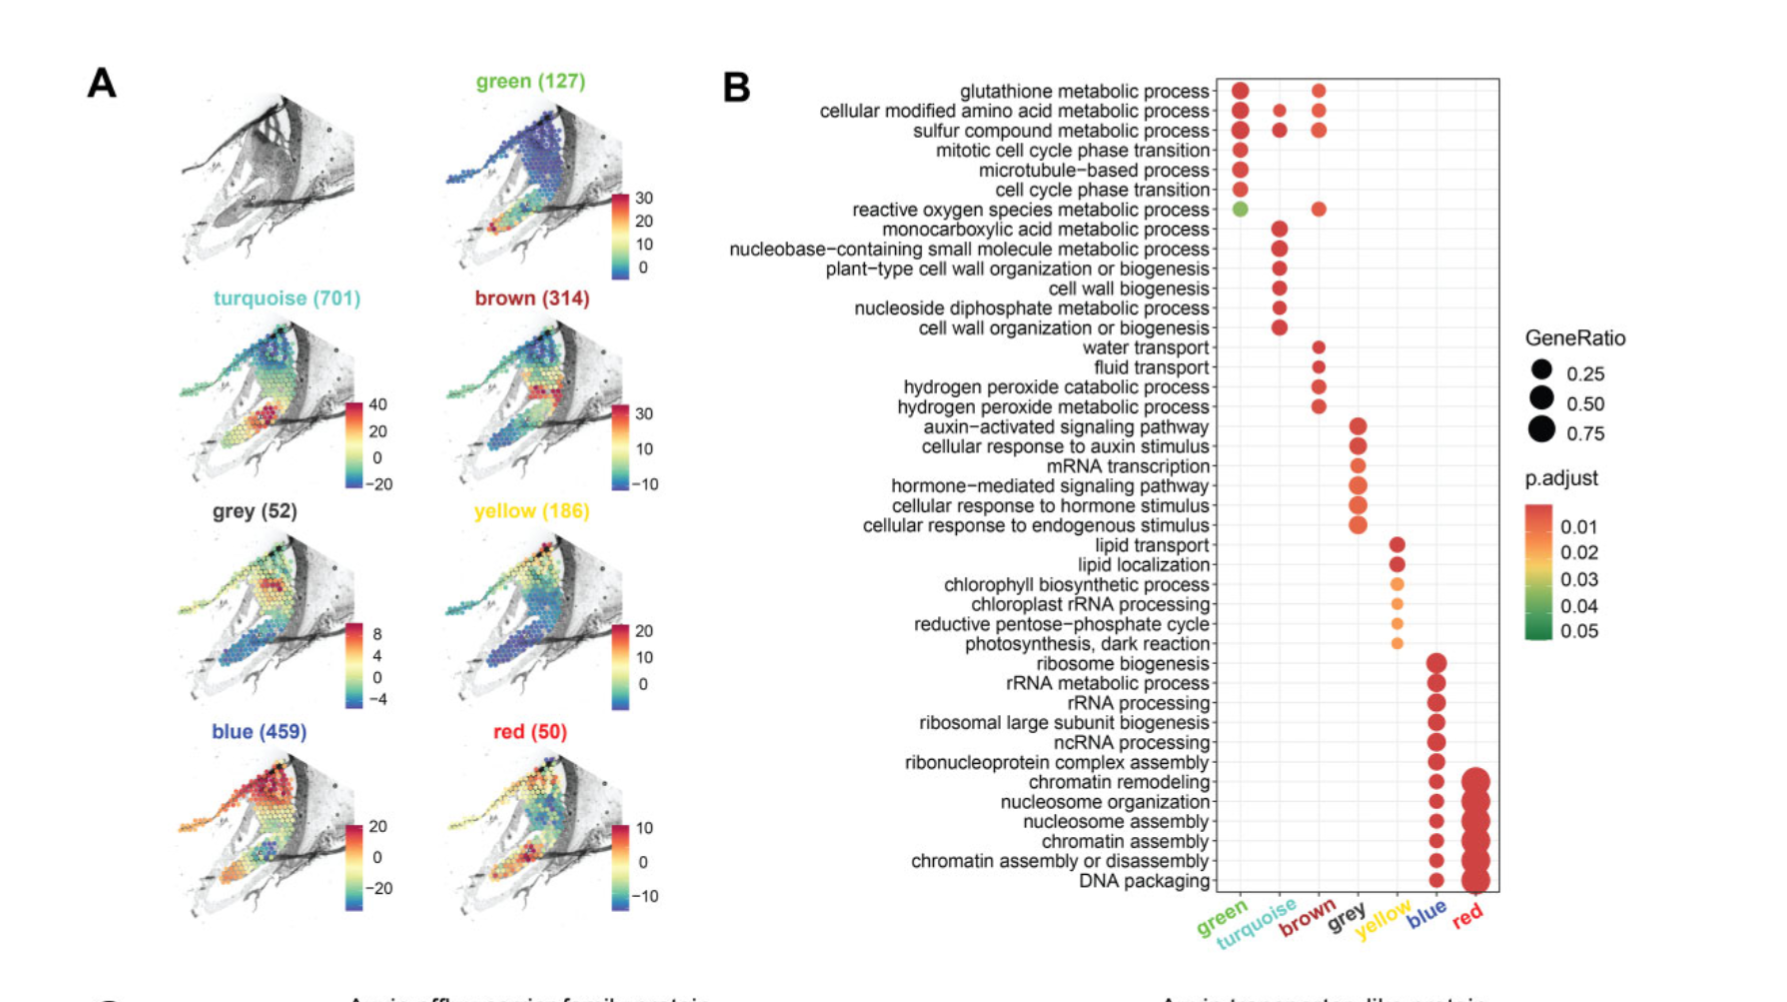 A
green (127)
30
20
10
0
turquoise (701)
brown (314)
40
20
0
−20
30
10
−10
grey (52)
yellow (186)
8
4
0
−4
20
10
0
blue (459)
red (50)
20
0
−20
10
0
−10
B
glutathione metabolic process
cellular modified amino acid metabolic process
sulfur compound metabolic process
mitotic cell cycle phase transition
microtubule−based process
cell cycle phase transition
reactive oxygen species metabolic process
monocarboxylic acid metabolic process
nucleobase−containing small molecule metabolic process
plant−type cell wall organization or biogenesis
cell wall biogenesis
nucleoside diphosphate metabolic process
cell wall organization or biogenesis
water transport
fluid transport
hydrogen peroxide catabolic process
hydrogen peroxide metabolic process
auxin−activated signaling pathway
cellular response to auxin stimulus
mRNA transcription
hormone−mediated signaling pathway
cellular response to hormone stimulus
cellular response to endogenous stimulus
lipid transport
lipid localization
chlorophyll biosynthetic process
chloroplast rRNA processing
reductive pentose−phosphate cycle
photosynthesis, dark reaction
ribosome biogenesis
rRNA metabolic process
rRNA processing
ribosomal large subunit biogenesis
ncRNA processing
ribonucleoprotein complex assembly
chromatin remodeling
nucleosome organization
nucleosome assembly
chromatin assembly
chromatin assembly or disassembly
DNA packaging
green
turquoise
brown
grey
yellow
blue
red
GeneRatio
0.25
0.50
0.75
p.adjust
0.01
0.02
0.03
0.04
0.05